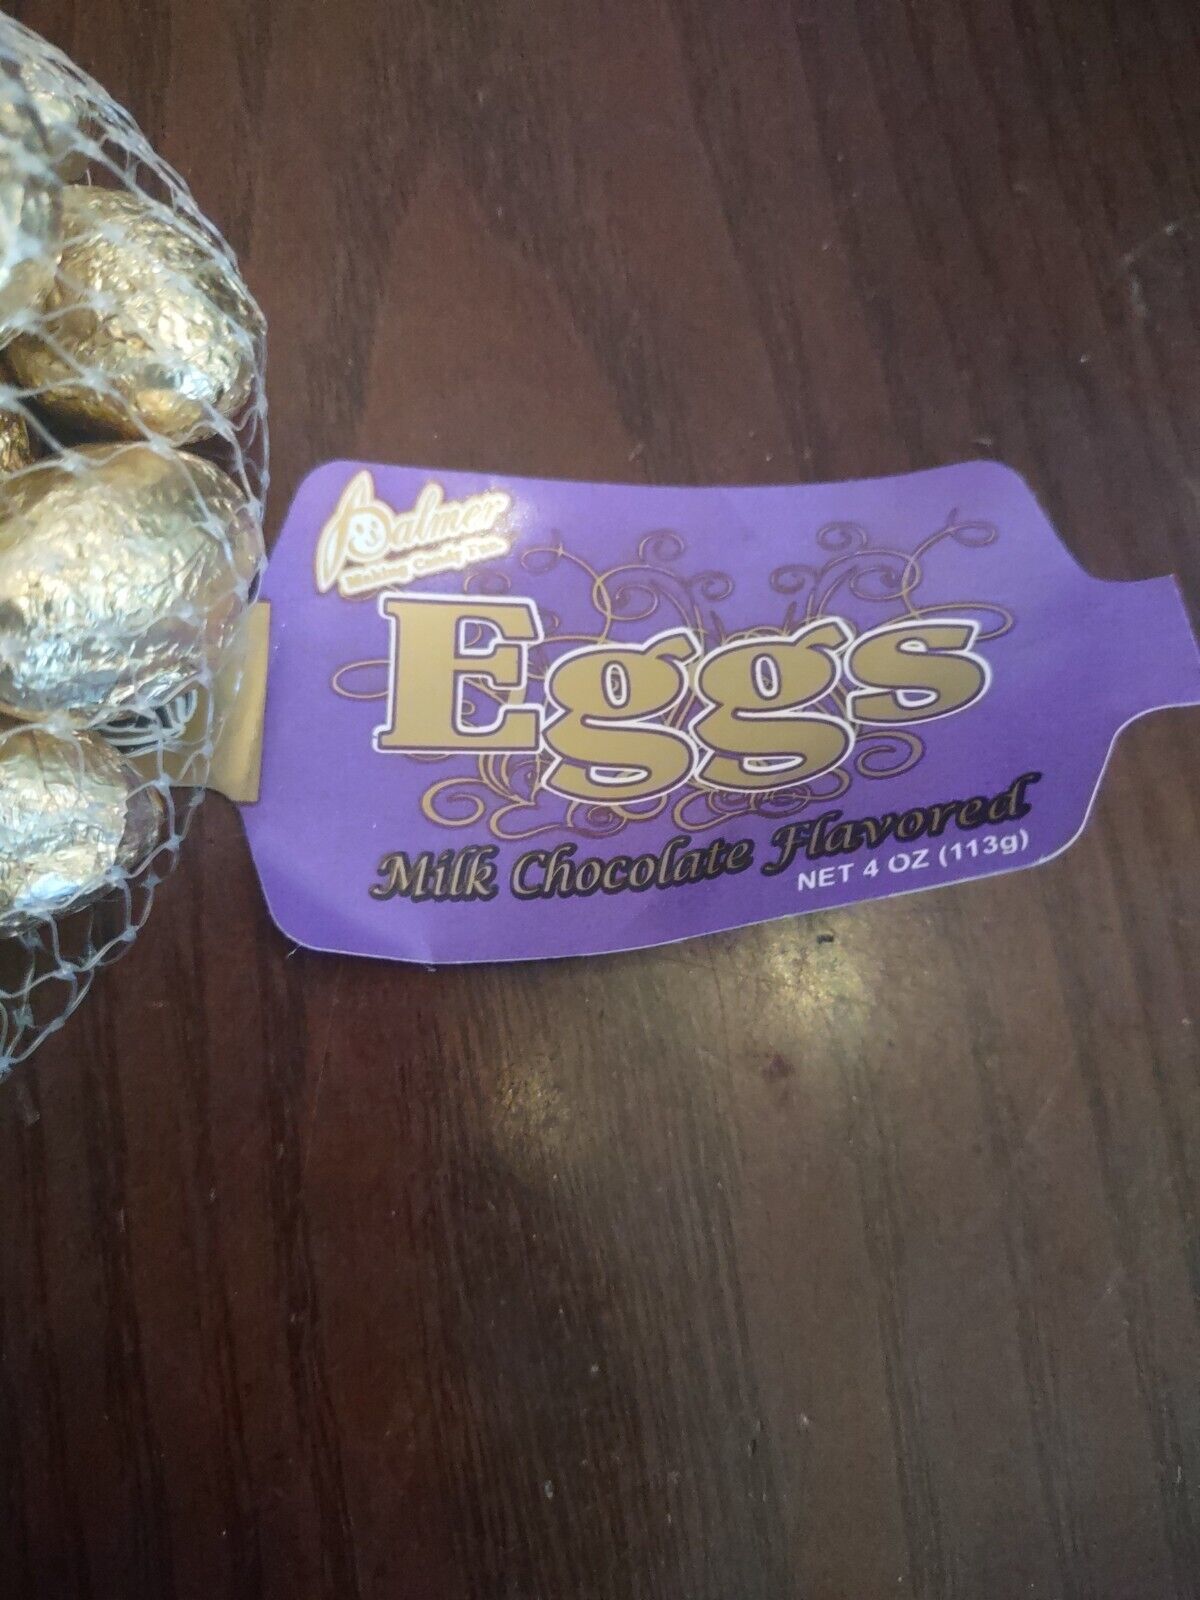 Palmer
Making Candy Fun
Eggs
Milk Chocolate Flavored
NET 4 OZ (113g)